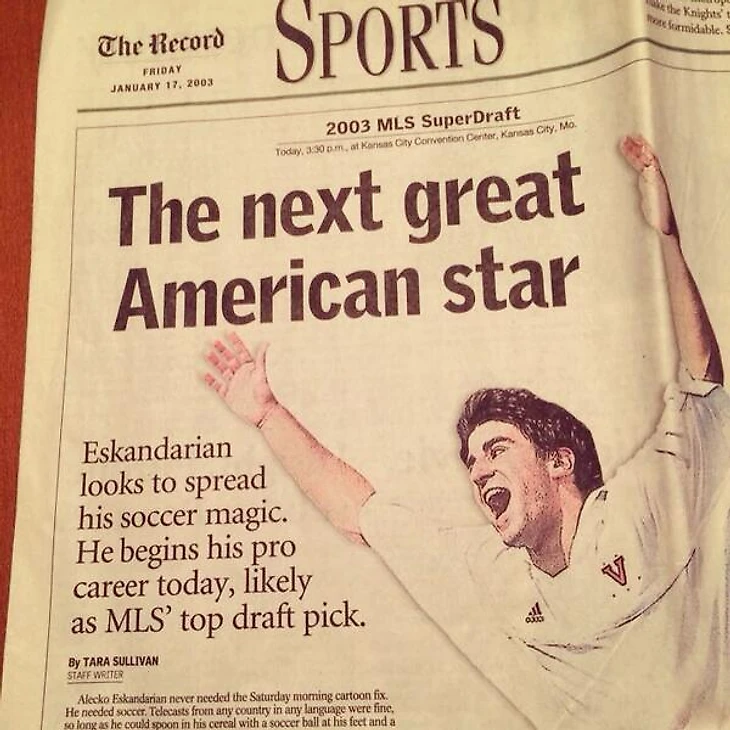 The Record
FRIDAY
JANUARY 17, 2003
SPORTS
make the Knights'
more formidable.
2003 MLS SuperDraft
Today, 3:30 p.m., at Kansas City Convention Center, Kansas City, Mo.
The next great
American star
Eskandarian
looks to spread
his soccer magic.
He begins his pro
career today, likely
as MLS' top draft pick.
By TARA SULLIVAN
STAFF WRITER
Alecko Eskandarian never needed the Saturday morning cartoon fix.
He needed soccer. Telecasts from any country in any language were fine,
so long as he could spoon in his cereal with a soccer ball at his feet and a
V